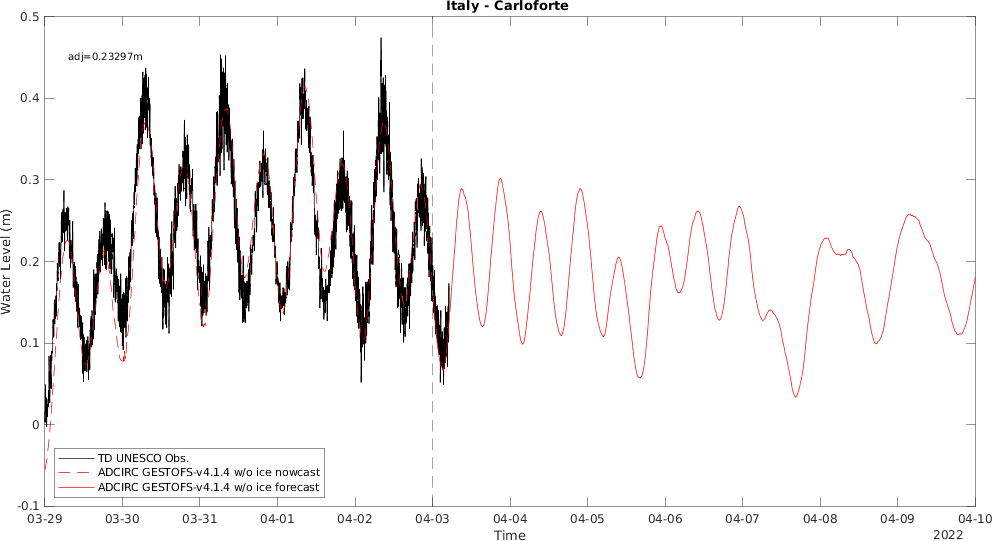 Italy - Carloforte
adj=0.23297m
0.5
0.4
0.3
0.2
0.1
0
-0.1
Water Level (m)
TD UNESCO Obs.
ADCIRC GESTOFS-v4.1.4 w/o ice nowcast
ADCIRC GESTOFS-v4.1.4 w/o ice forecast
03-29 03-30 03-31 04-01 04-02 04-03 04-04 04-05 04-06 04-07 04-08 04-09 04-10
Time
2022